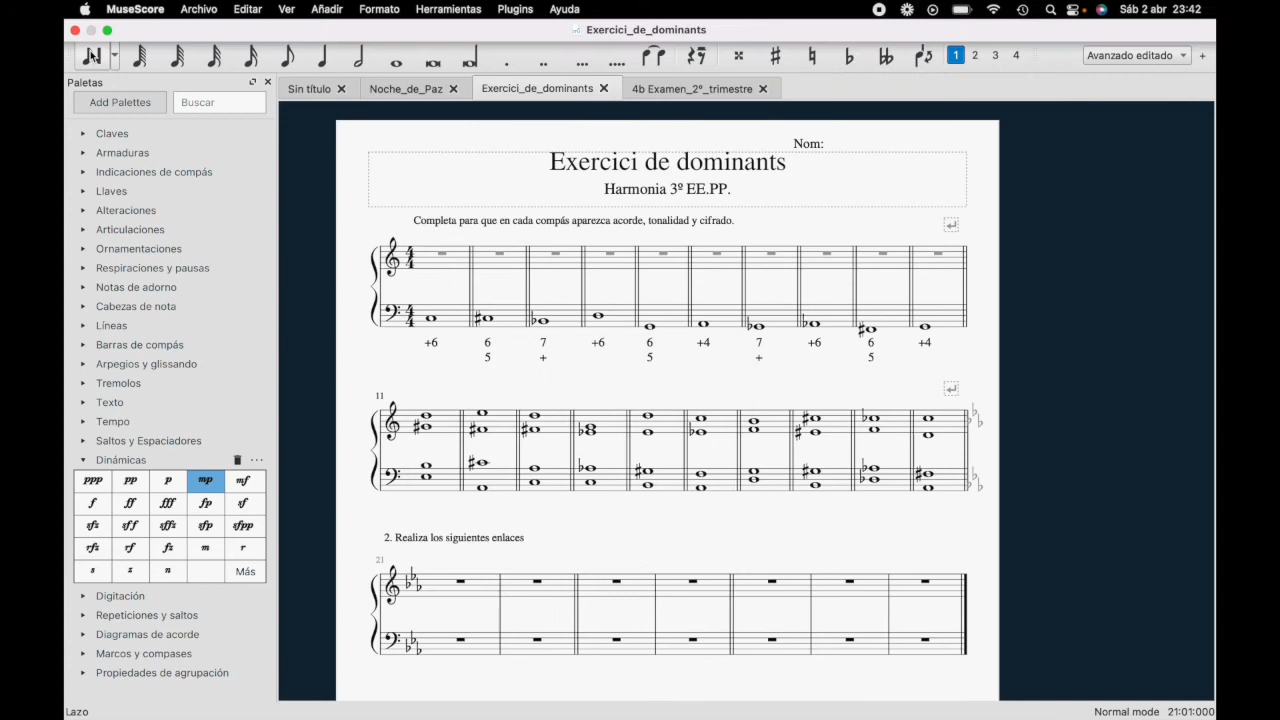 MuseScore Archivo Editar Ver Añadir Formato Herramientas Plugins Ayuda Sáb 2 abr 23:42
Exercici_de_dominants
1 2 3 4 Avanzado editado +
Paletas
Sin título Noche_de_Paz Exercici_de_dominants 4b Examen_2º_trimestre
Add Palettes Buscar
Claves
Armaduras
Indicaciones de compás
Llaves
Alteraciones
Articulaciones
Ornamentaciones
Respiraciones y pausas
Notas de adorno
Cabezas de nota
Líneas
Barras de compás
Arpegios y glissando
Tremolos
Texto
Tempo
Saltos y Espaciadores
Dinámicas
ppp pp p mp mf
f ff fff fp sf
sfz sff sffz sfp sfpp
rfz rf fz m r
s z n Más
Digitación
Repeticiones y saltos
Diagramas de acorde
Marcos y compases
Propiedades de agrupación
Nom:
Exercici de dominants
Harmonia 3º EE.PP.
Completa para que en cada compás aparezca acorde, tonalidad y cifrado.
+6 6 7 +6 6 +4 7 +6 6 +4
5 + 5 + 5
11
2. Realiza los siguientes enlaces
21
Lazo Normal mode 21:01:000